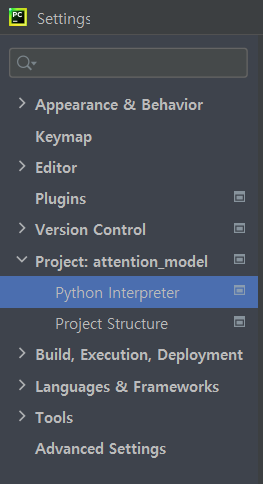 PC
Settings
Appearance & Behavior
Keymap
Editor
Plugins
Version Control
Project: attention_model
Python Interpreter
Project Structure
Build, Execution, Deployment
Languages & Frameworks
Tools
Advanced Settings